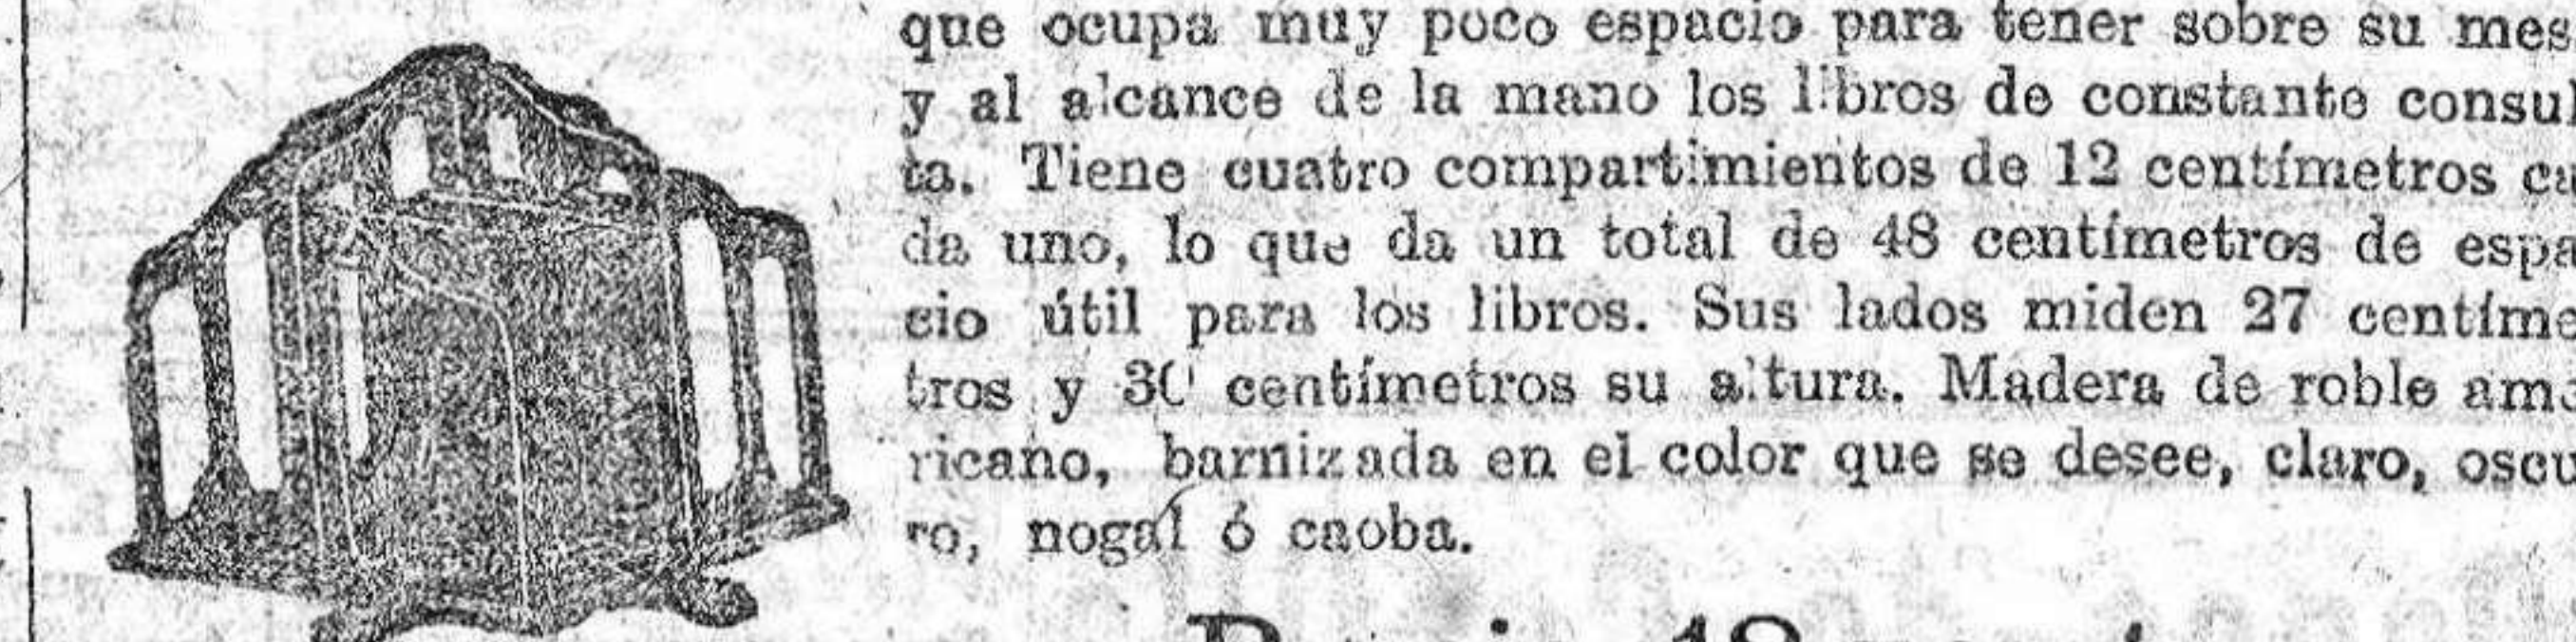 que ocupa muy poco espacio para tener sobre su mes
y al alcance de la mano los libros de constante consul
ta. Tiene cuatro compartimientos de 12 centímetros ca
da uno, lo que da un total de 48 centímetros de espa
cio útil para los libros. Sus lados miden 27 centíme
tros y 30 centímetros su altura. Madera de roble ame
ricano, barnizada en el color que se desee, claro, oscu
ro, nogal ó caoba.